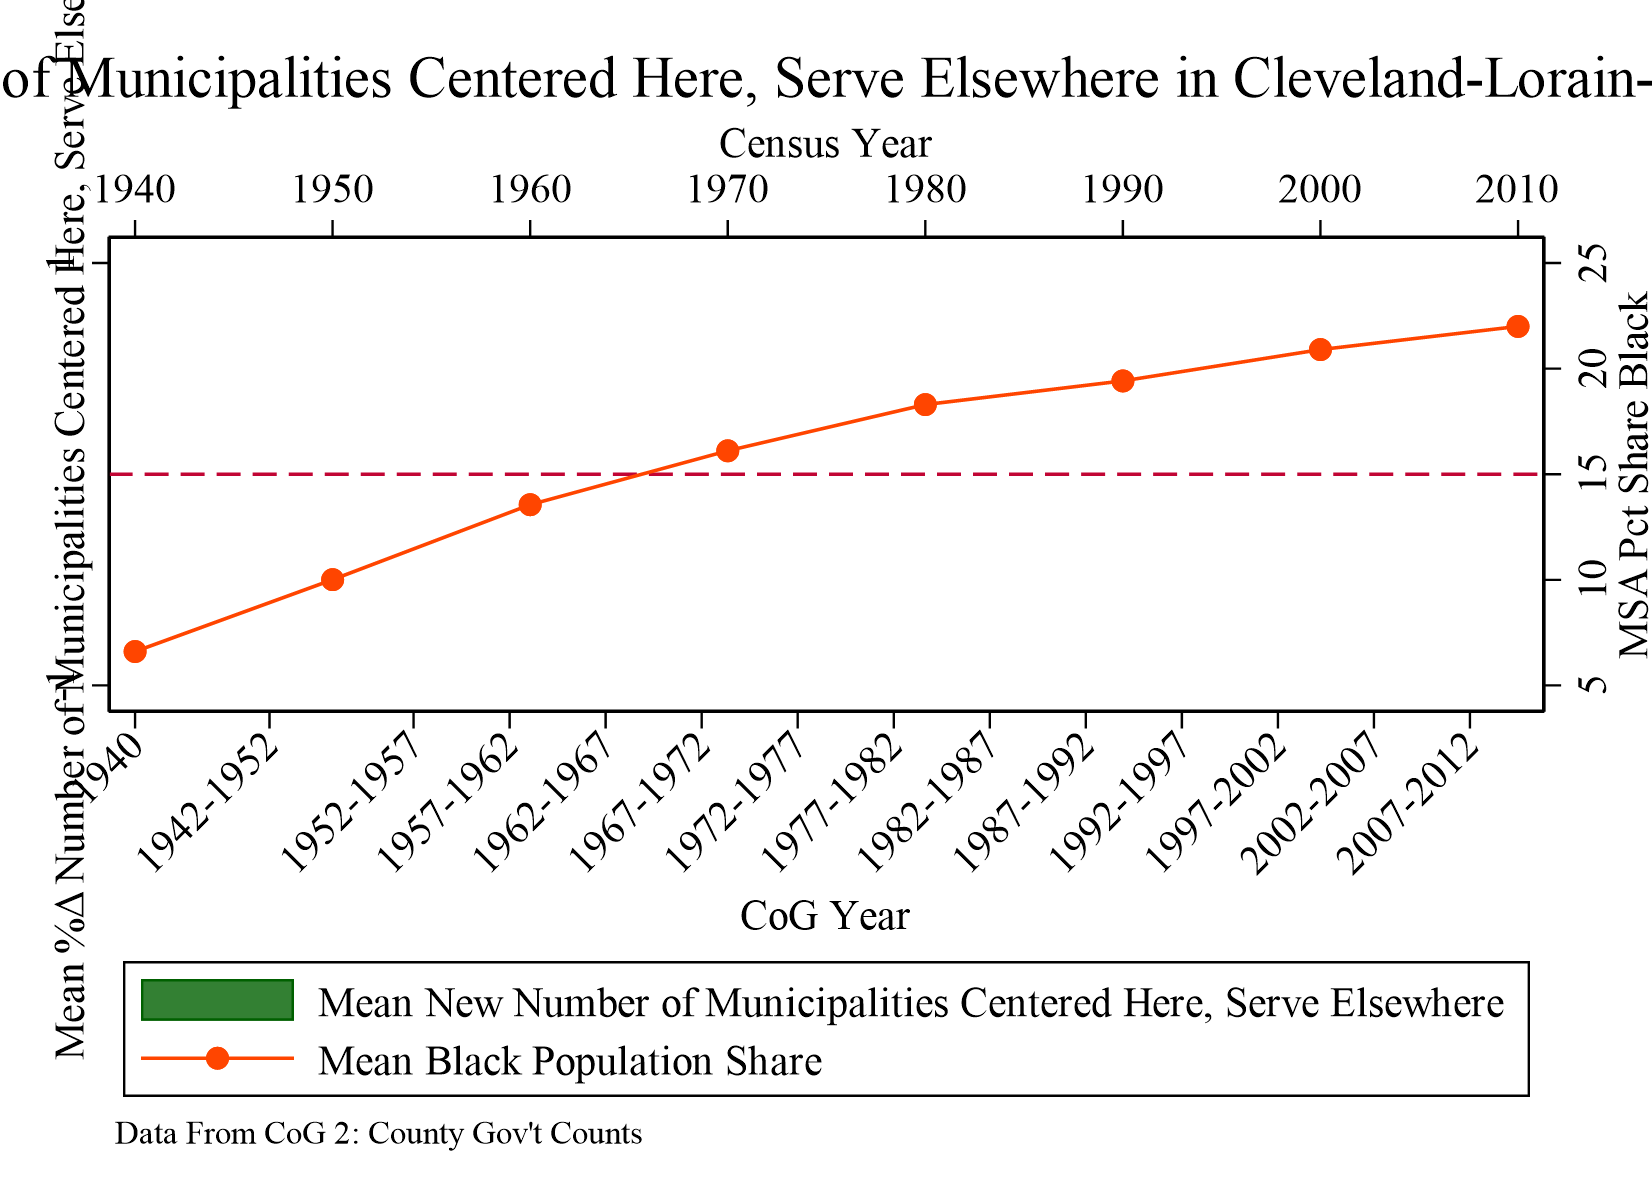 of Municipalities Centered Here, Serve Elsewhere in Cleveland-Lorain-
Census Year
1940 1950 1960 1970 1980 1990 2000 2010
Mean %Δ Number of Municipalities Centered Here, Serve Else
25
20
15
10
5
MSA Pct Share Black
1940
1942-1952
1952-1957
1957-1962
1962-1967
1967-1972
1972-1977
1977-1982
1982-1987
1987-1992
1992-1997
1997-2002
2002-2007
2007-2012
CoG Year
Mean New Number of Municipalities Centered Here, Serve Elsewhere
Mean Black Population Share
Data From CoG 2: County Gov't Counts